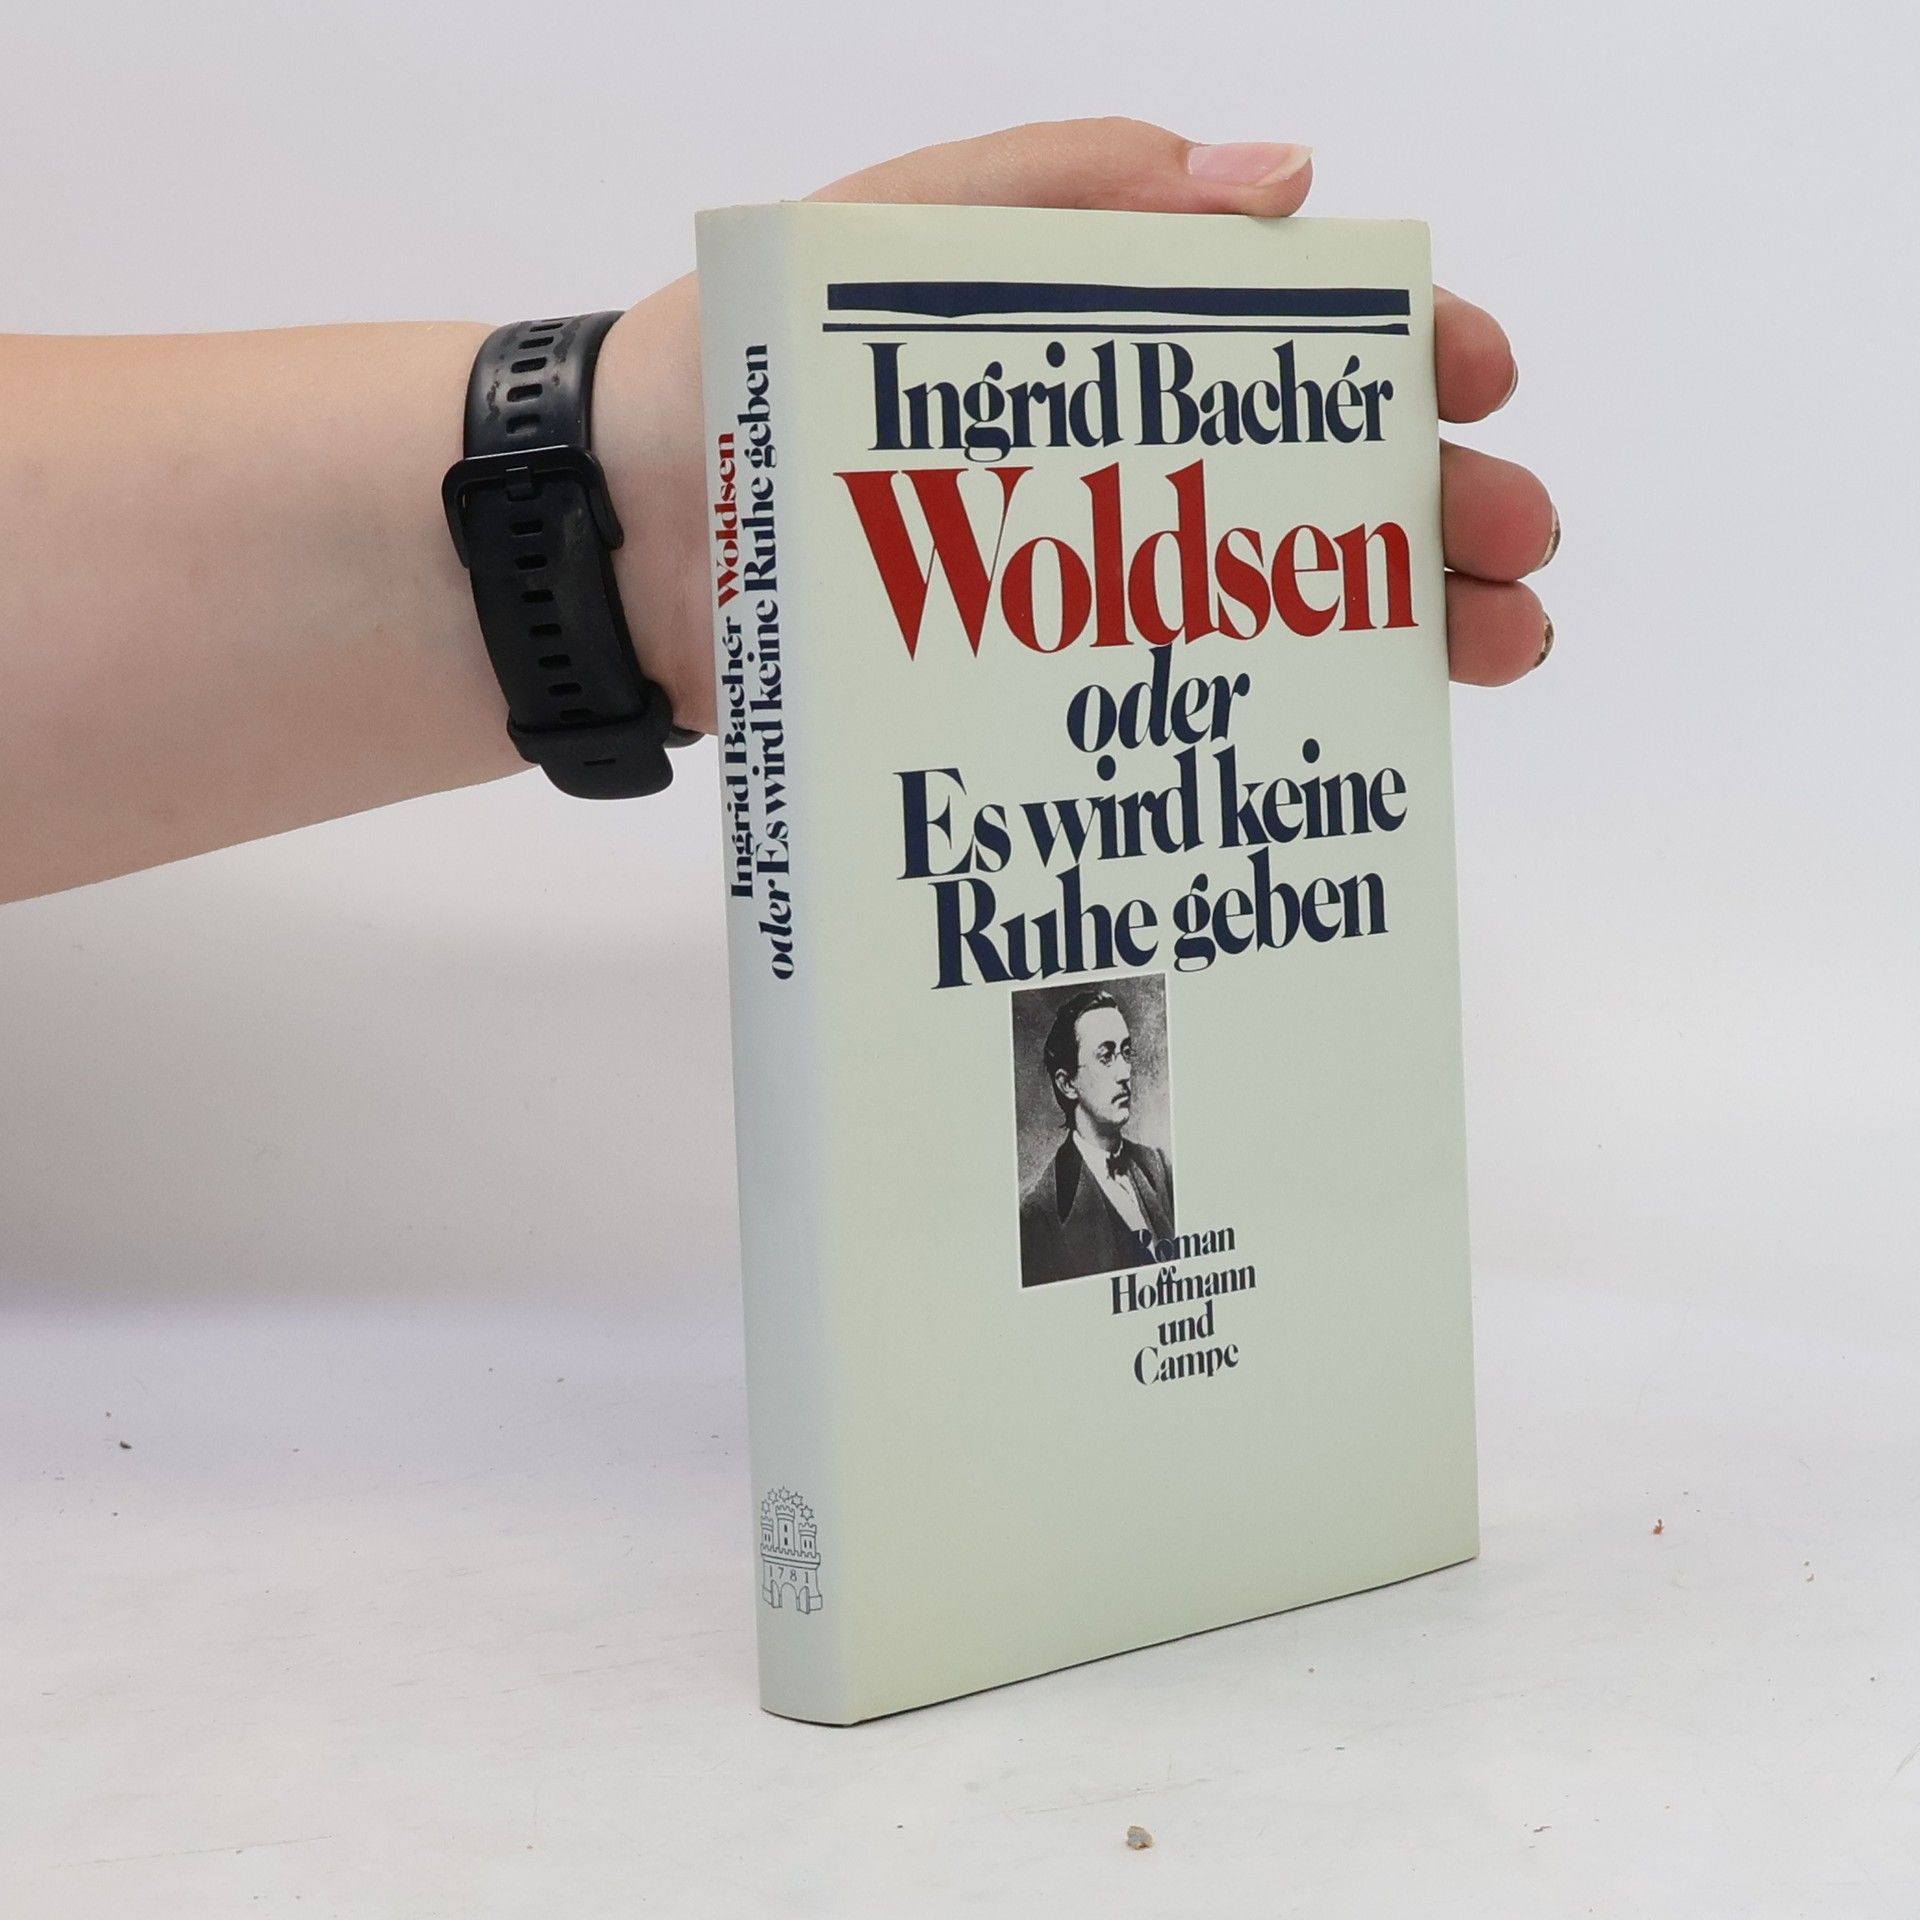 Ingrid Bachér
Woldsen
oder
Es wird keine
Ruhe geben
Roman
Hoffmann
und
Campe
Ingrid Bachér Woldsen
oder Es wird keine Ruhe geben
1781